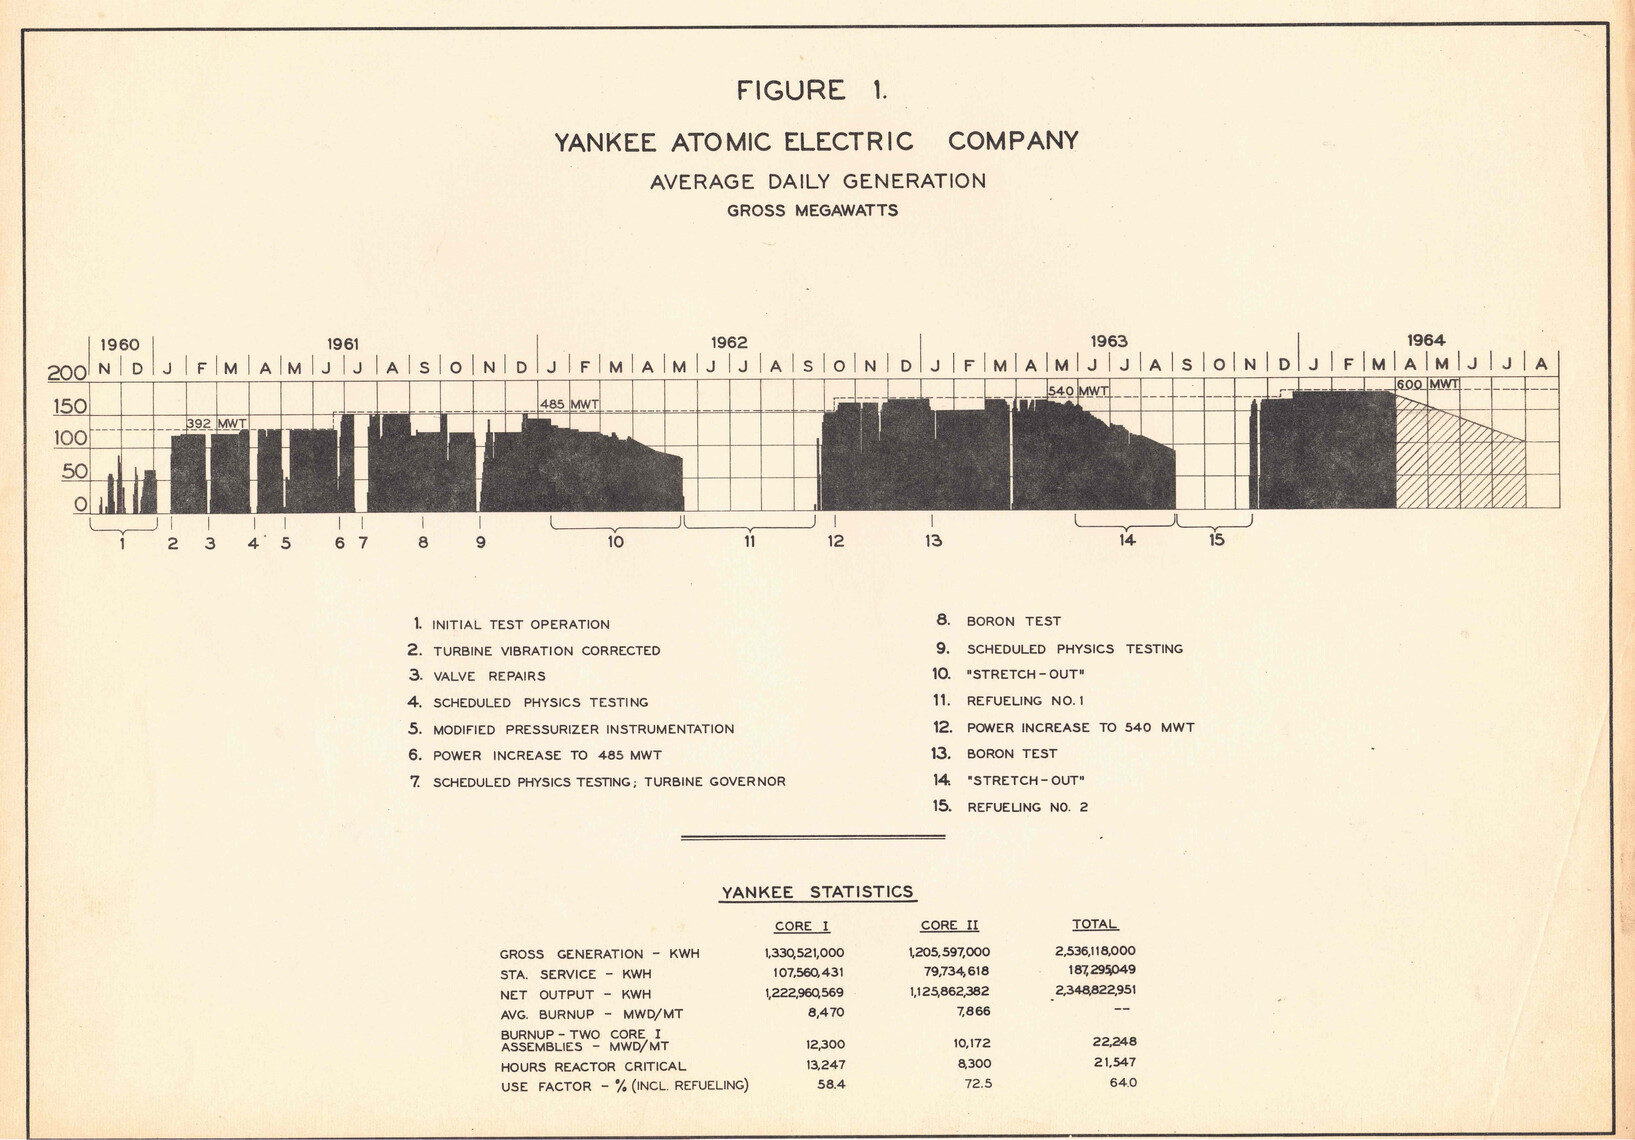 FIGURE 1.
YANKEE ATOMIC ELECTRIC COMPANY
AVERAGE DAILY GENERATION
GROSS MEGAWATTS
1960 1961 1962 1963 1964
N D J F M A M J J A S O N D J F M A M J J A S O N D J F M A M J J A S O N D J F M A M J J A
200
150
100
50
0
392 MWT
485 MWT
540 MWT
600 MWT
1 2 3 4 5 6 7 8 9 10 11 12 13 14 15
1. INITIAL TEST OPERATION
2. TURBINE VIBRATION CORRECTED
3. VALVE REPAIRS
4. SCHEDULED PHYSICS TESTING
5. MODIFIED PRESSURIZER INSTRUMENTATION
6. POWER INCREASE TO 485 MWT
7. SCHEDULED PHYSICS TESTING; TURBINE GOVERNOR
8. BORON TEST
9. SCHEDULED PHYSICS TESTING
10. "STRETCH-OUT"
11. REFUELING NO. 1
12. POWER INCREASE TO 540 MWT
13. BORON TEST
14. "STRETCH-OUT"
15. REFUELING NO. 2
YANKEE STATISTICS
CORE I CORE II TOTAL
GROSS GENERATION - KWH 1,330,521,000 1,205,597,000 2,536,118,000
STA. SERVICE - KWH 107,560,431 79,734,618 187,295,049
NET OUTPUT - KWH 1,222,960,569 1,125,862,382 2,348,822,951
AVG. BURNUP - MWD/MT 8,470 7,866 --
BURNUP - TWO CORE I
ASSEMBLIES - MWD/MT 12,300 10,172 22,248
HOURS REACTOR CRITICAL 13,247 8,300 21,547
USE FACTOR - % (INCL. REFUELING) 58.4 72.5 64.0